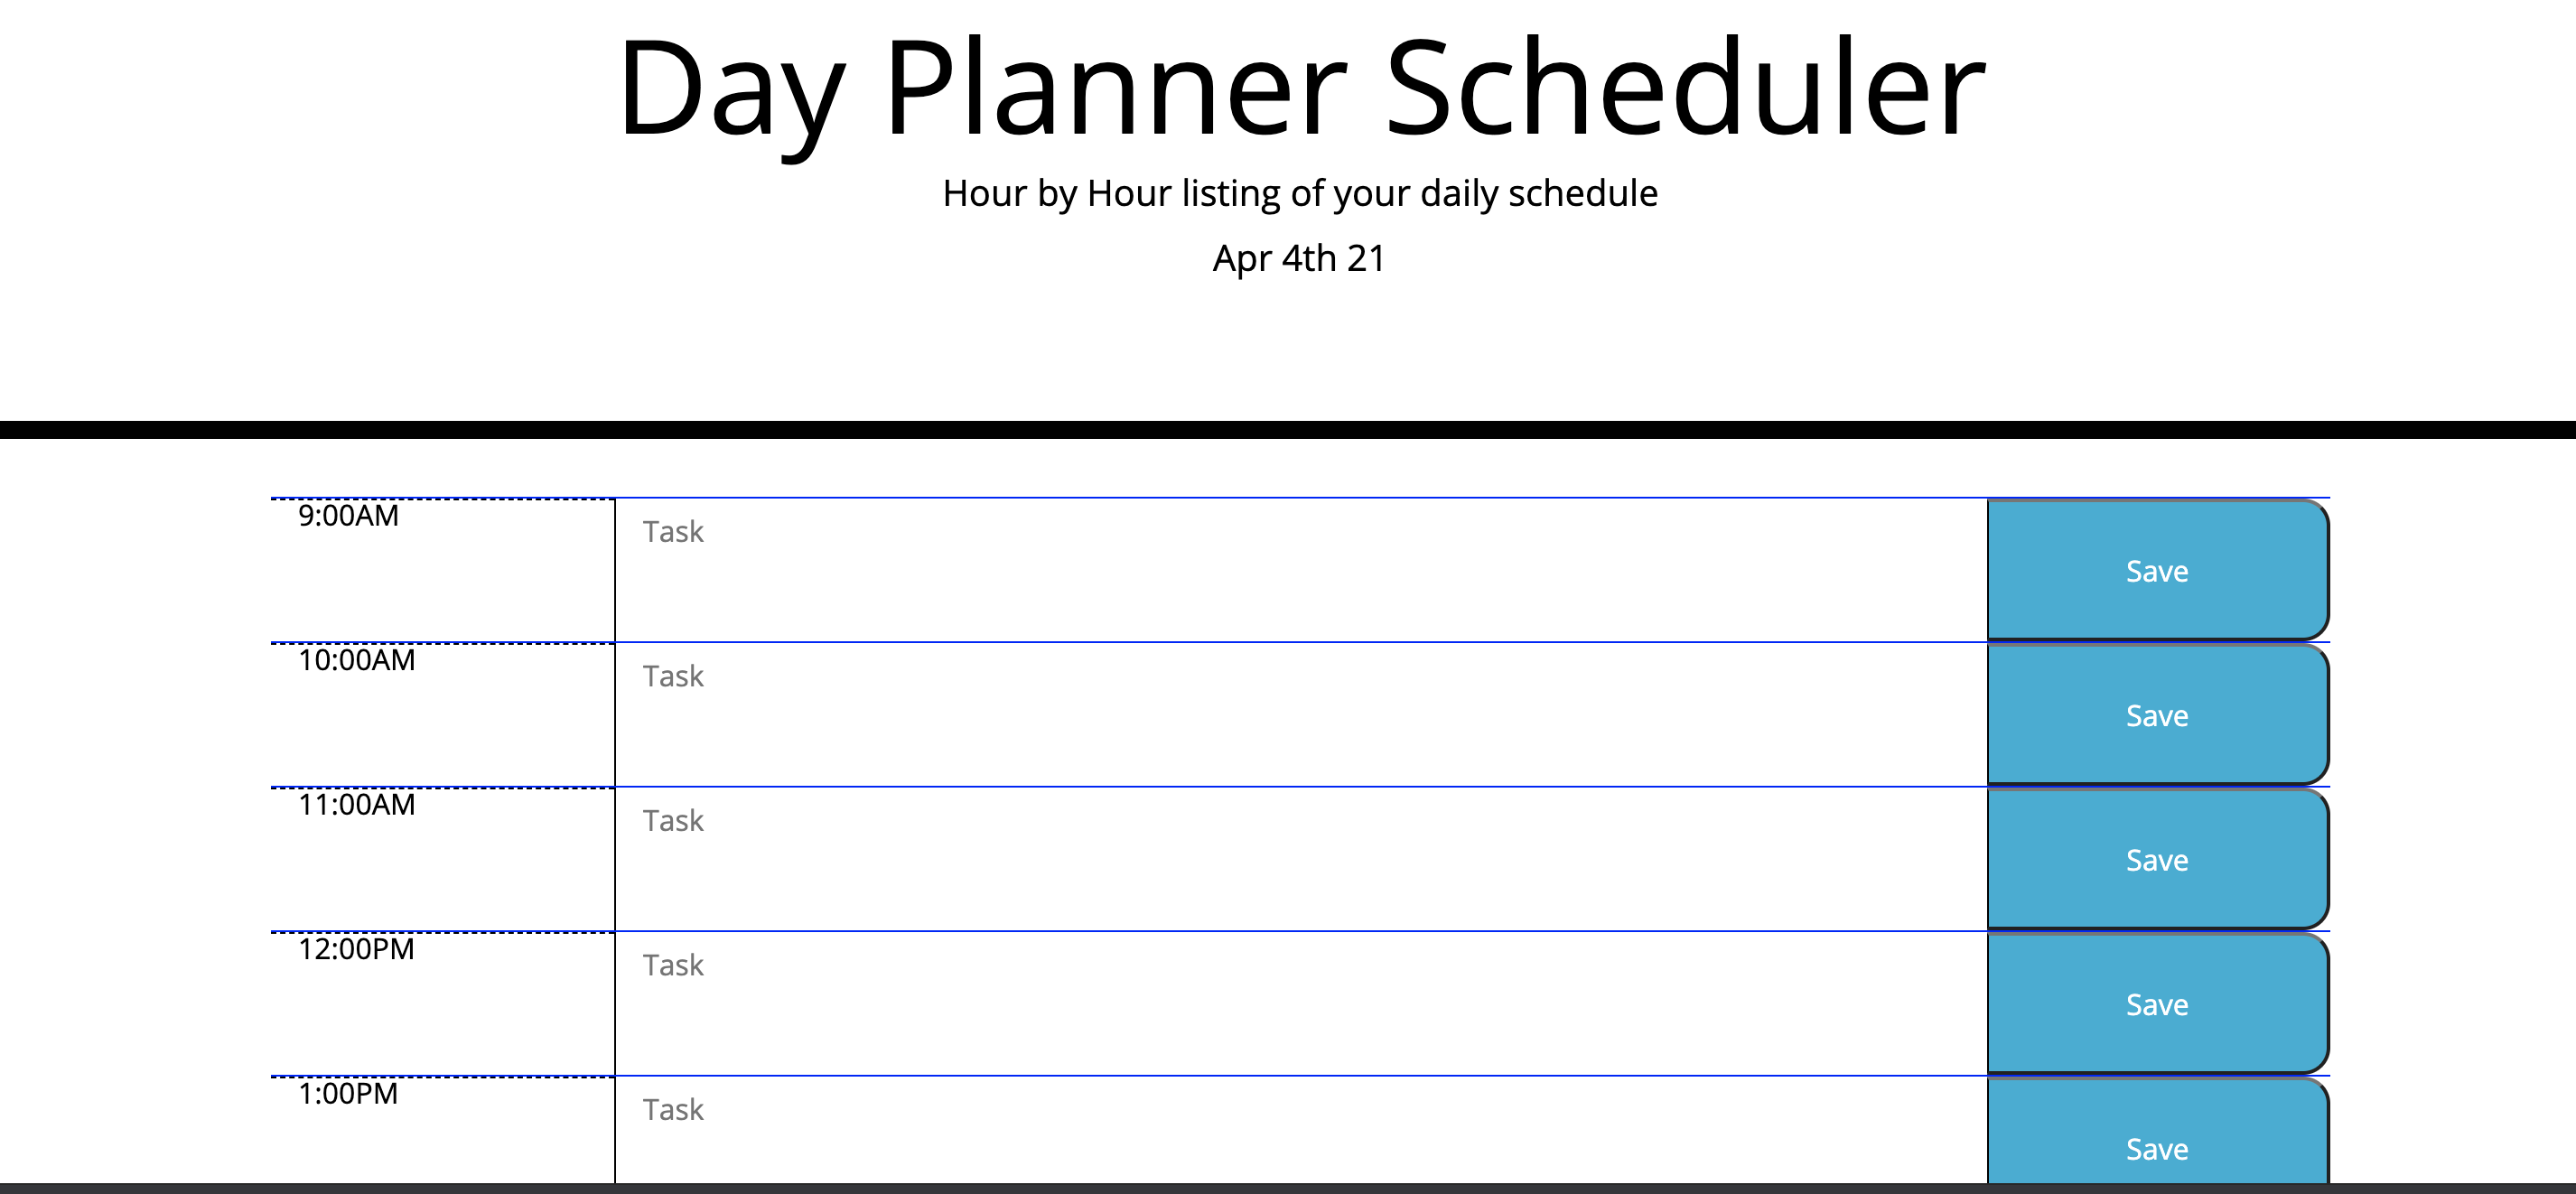 Day Planner Scheduler
Hour by Hour listing of your daily schedule
Apr 4th 21
9:00AM Task Save
10:00AM Task Save
11:00AM Task Save
12:00PM Task Save
1:00PM Task Save